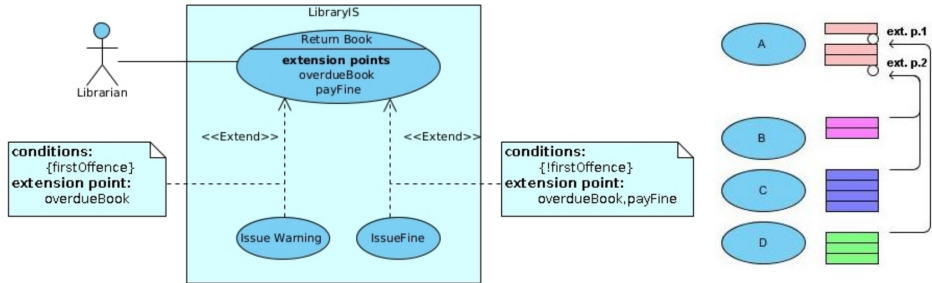 LibraryIS
Return Book
extension points
overdueBook
payFine
Librarian
<<Extend>>
<<Extend>>
conditions:
{firstOffence}
extension point:
overdueBook
conditions:
{!firstOffence}
extension point:
overdueBook,payFine
Issue Warning
IssueFine
A
ext. p.1
ext. p.2
B
C
D